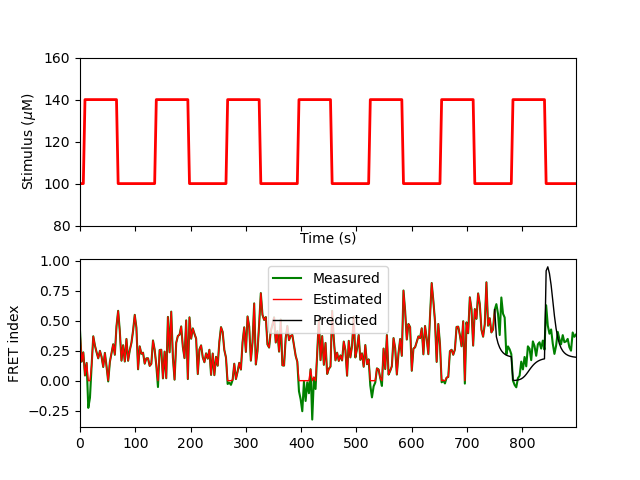 160
140
120
100
80
Stimulus (μM)
Time (s)
1.00
0.75
0.50
0.25
0.00
−0.25
FRET index
Measured
Estimated
Predicted
0 100 200 300 400 500 600 700 800